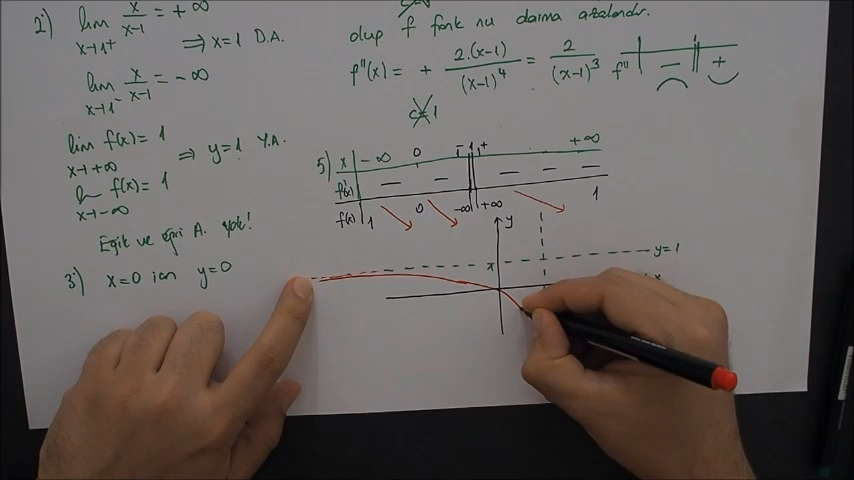 2) lim x→1+ x/(x-1) = +∞
⇒ x=1 D.A.
lim x→1- x/(x-1) = -∞
lim x→+∞ f(x) = 1
⇒ y=1 Y.A.
lim x→-∞ f(x) = 1
Eğik ve eğri A. yok!
3) x=0 için y=0
olup f fonk nu daima azalandır.
f''(x) = + 2.(x-1)/(x-1)^4 = 2/(x-1)^3
f'' - +
5) x -∞ 0 1- 1 1+ +∞
f'(x) - - - - -
f(x) 1 0 -∞ +∞ 1
y
y=1
x